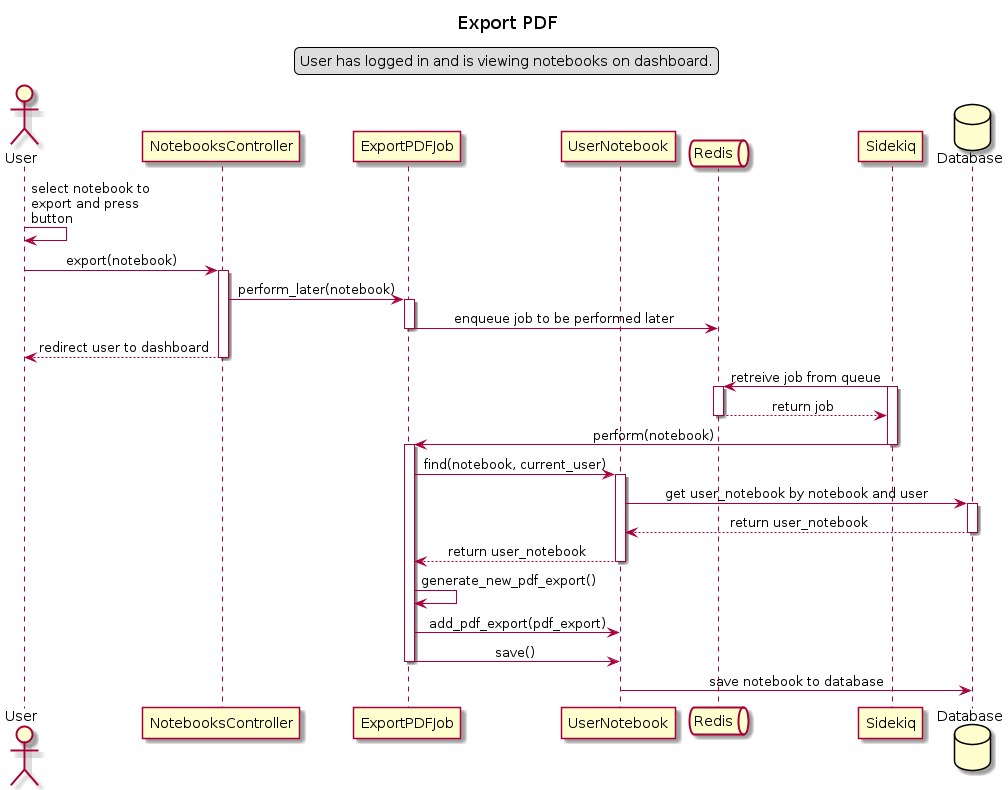 Export PDF
User has logged in and is viewing notebooks on dashboard.
User
NotebooksController
ExportPDFJob
UserNotebook
Redis
Sidekiq
Database
select notebook to
export and press
button
export(notebook)
perform_later(notebook)
enqueue job to be performed later
redirect user to dashboard
retreive job from queue
return job
perform(notebook)
find(notebook, current_user)
get user_notebook by notebook and user
return user_notebook
return user_notebook
generate_new_pdf_export()
add_pdf_export(pdf_export)
save()
save notebook to database
User
NotebooksController
ExportPDFJob
UserNotebook
Redis
Sidekiq
Database